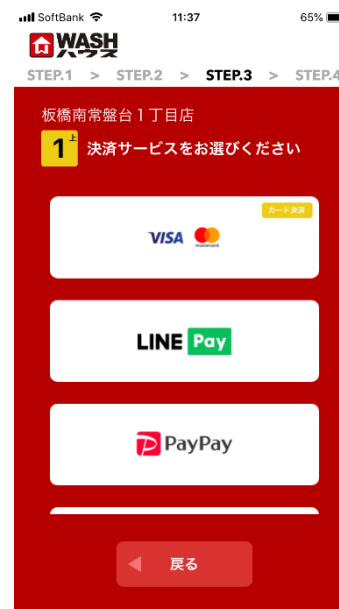 SoftBank 11:37 65%
WASH
ハウス
STEP.1 > STEP.2 > STEP.3 > STEP.4
板橋南常盤台1丁目店
1上 決済サービスをお選びください
カード決済
VISA mastercard
LINE Pay
PayPay
戻る